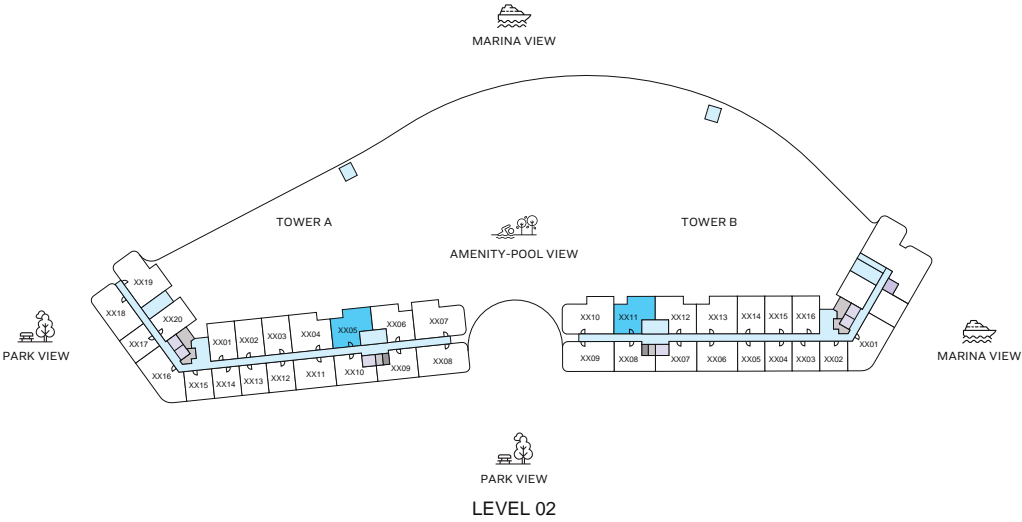 MARINA VIEW
TOWER A
TOWER B
AMENITY-POOL VIEW
XX19
XX18
XX20
XX17
XX16
XX15
XX01
XX02
XX03
XX04
XX05
XX06
XX07
XX14
XX13
XX12
XX11
XX10
XX09
XX08
XX10
XX11
XX12
XX13
XX14
XX15
XX16
XX01
XX09
XX08
XX07
XX06
XX05
XX04
XX03
XX02
PARK VIEW
MARINA VIEW
PARK VIEW
LEVEL 02